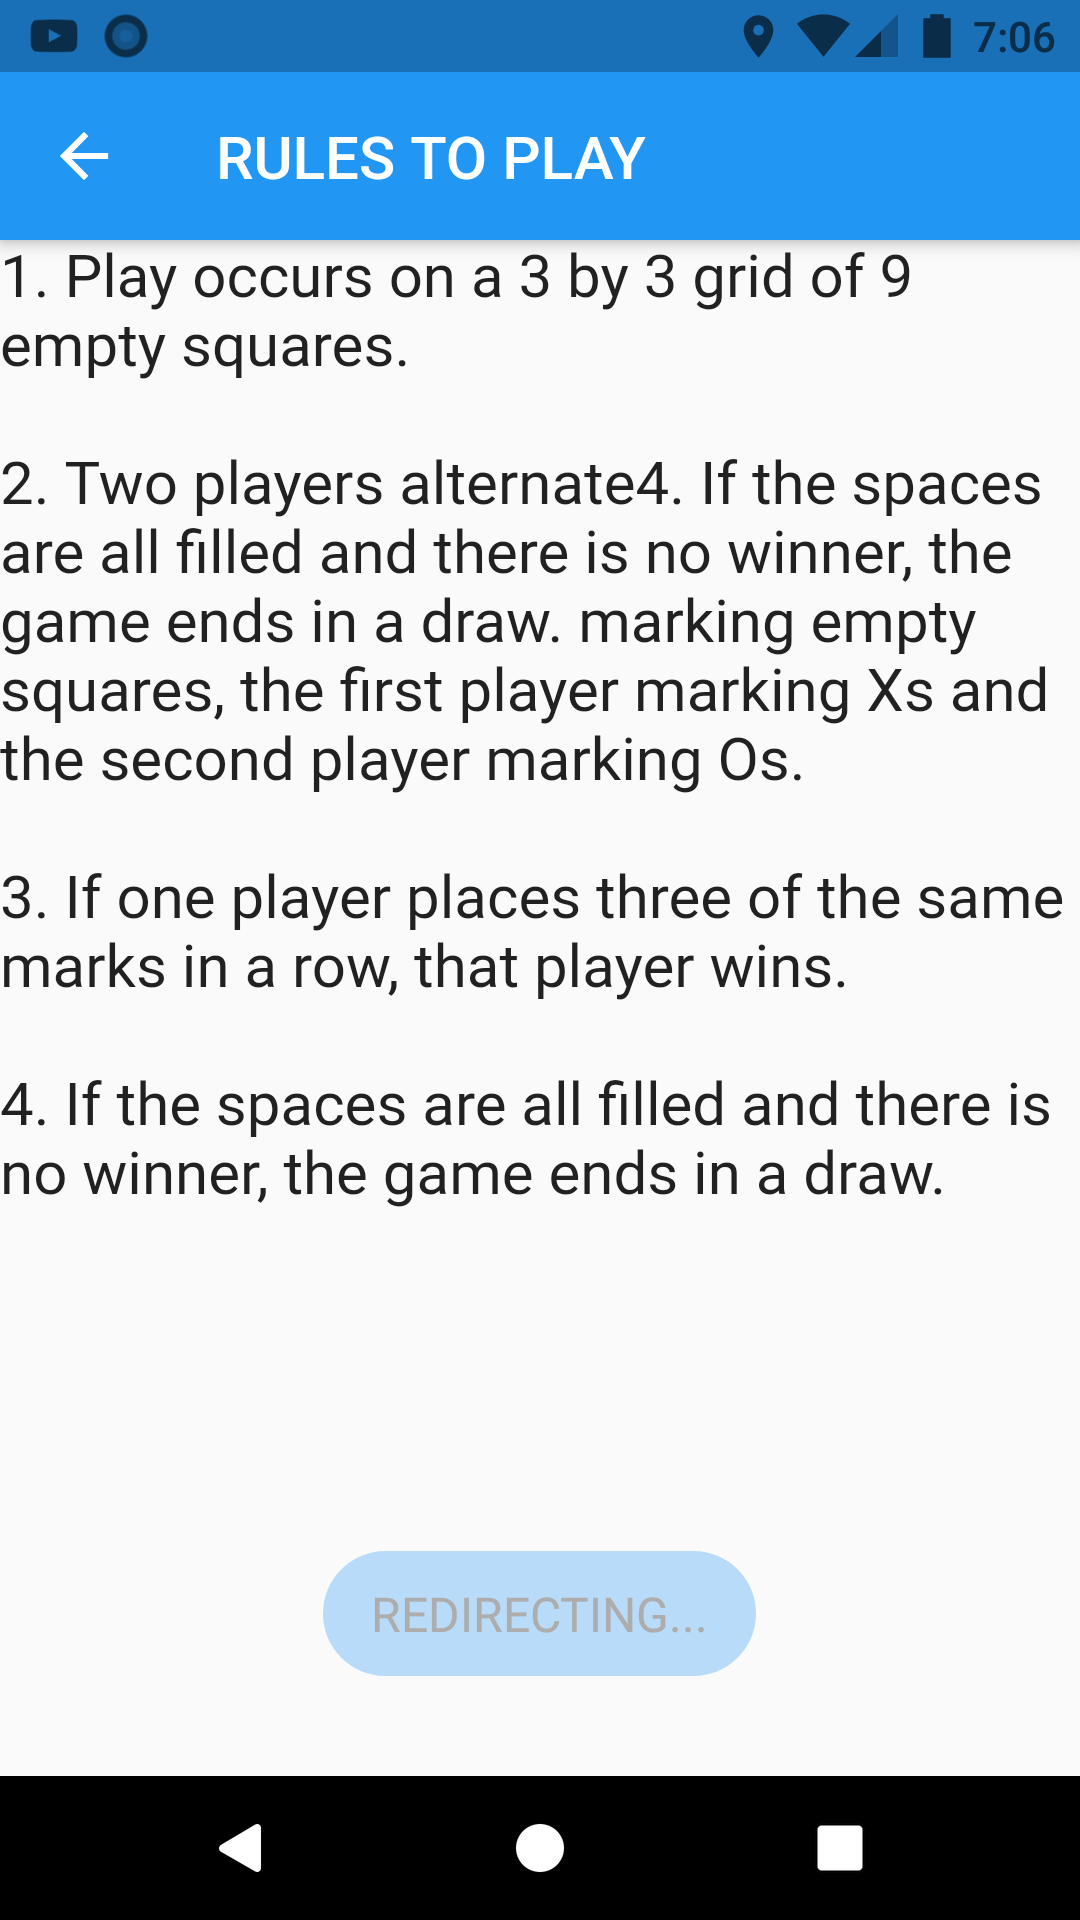 7:06
RULES TO PLAY
1. Play occurs on a 3 by 3 grid of 9
empty squares.
2. Two players alternate4. If the spaces
are all filled and there is no winner, the
game ends in a draw. marking empty
squares, the first player marking Xs and
the second player marking Os.
3. If one player places three of the same
marks in a row, that player wins.
4. If the spaces are all filled and there is
no winner, the game ends in a draw.
REDIRECTING...